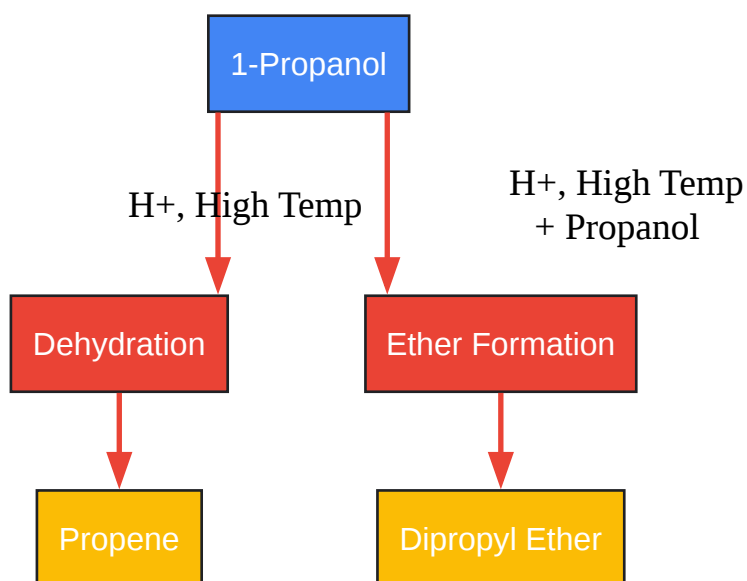 1-Propanol
H+, High Temp
H+, High Temp
+ Propanol
Dehydration
Ether Formation
Propene
Dipropyl Ether